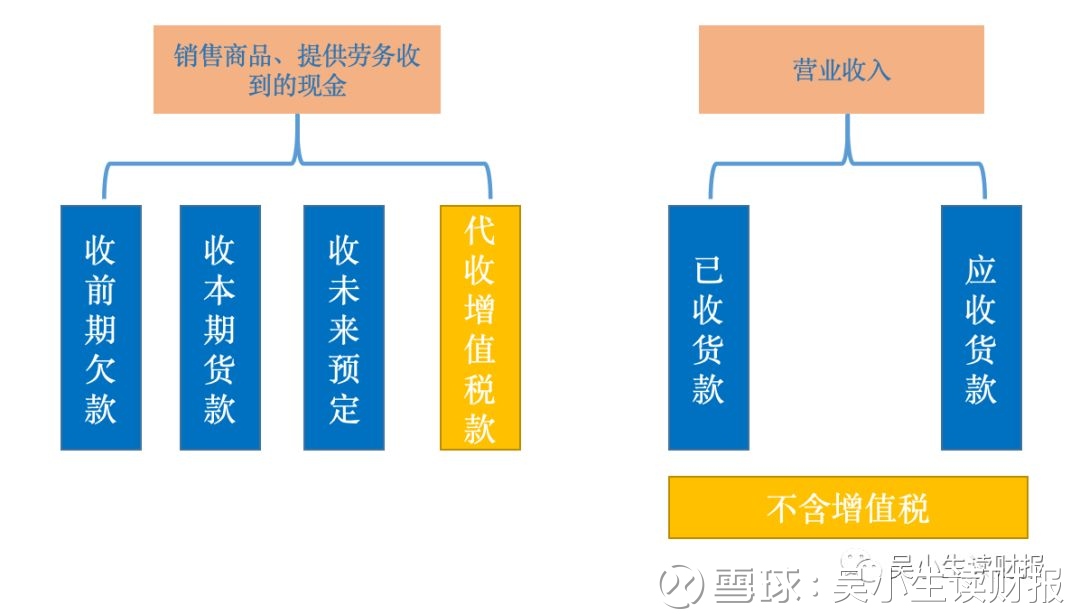 销售商品、提供劳务收
到的现金
营业收入
收前期欠款
收本期货款
收未来预定
代收增值税款
已收货款
应收货款
不含增值税
吴小生读财报
雪球:吴小生读财报